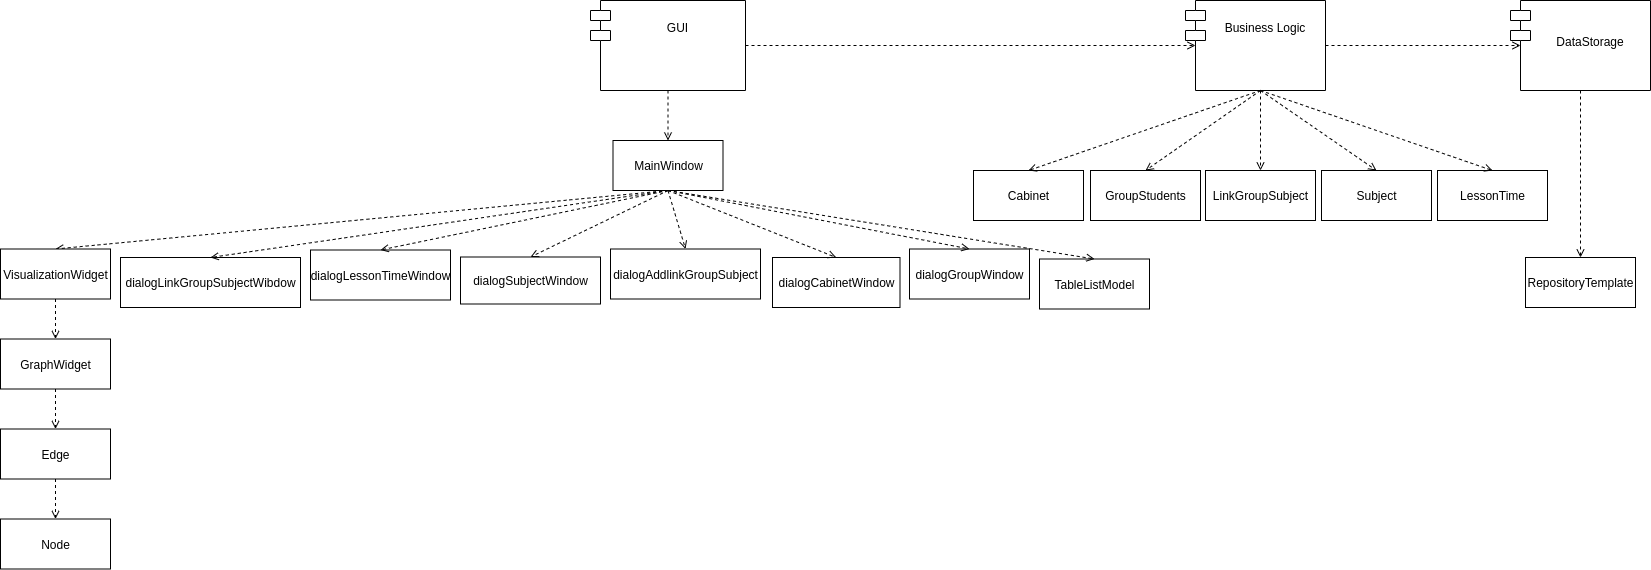 GUI
Business Logic
DataStorage
MainWindow
Cabinet
GroupStudents
LinkGroupSubject
Subject
LessonTime
VisualizationWidget
dialogLinkGroupSubjectWibdow
dialogLessonTimeWindow
dialogSubjectWindow
dialogAddlinkGroupSubject
dialogCabinetWindow
dialogGroupWindow
TableListModel
RepositoryTemplate
GraphWidget
Edge
Node